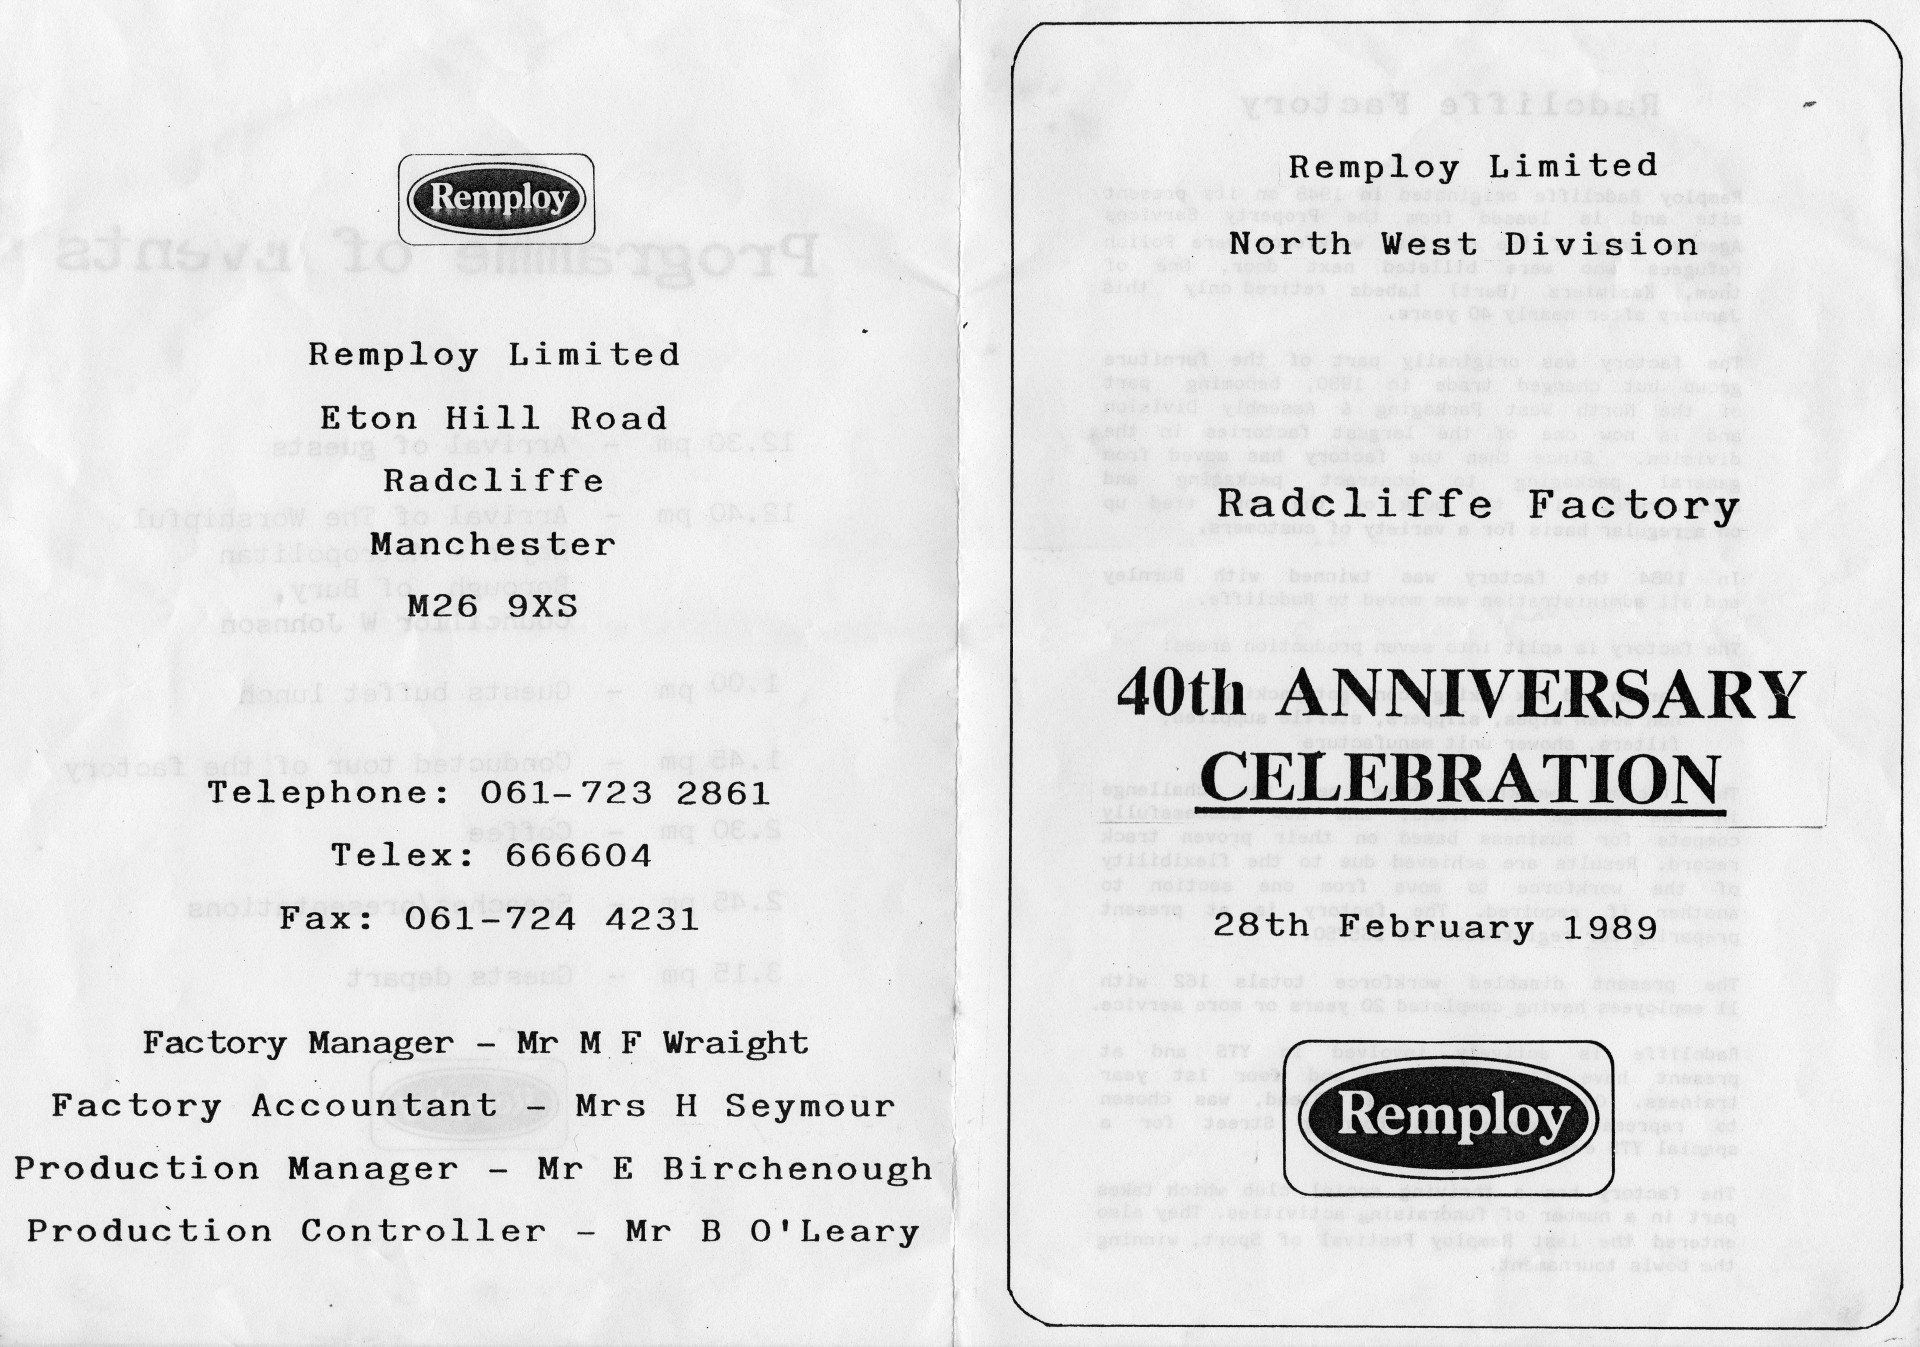 Remploy
Remploy Limited
Eton Hill Road
Radcliffe
Manchester
M26 9XS
Telephone: 061-723 2861
Telex: 666604
Fax: 061-724 4231
Factory Manager - Mr M F Wraight
Factory Accountant - Mrs H Seymour
Production Manager - Mr E Birchenough
Production Controller - Mr B O'Leary
Remploy Limited
North West Division
Radcliffe Factory
40th ANNIVERSARY
CELEBRATION
28th February 1989
Remploy